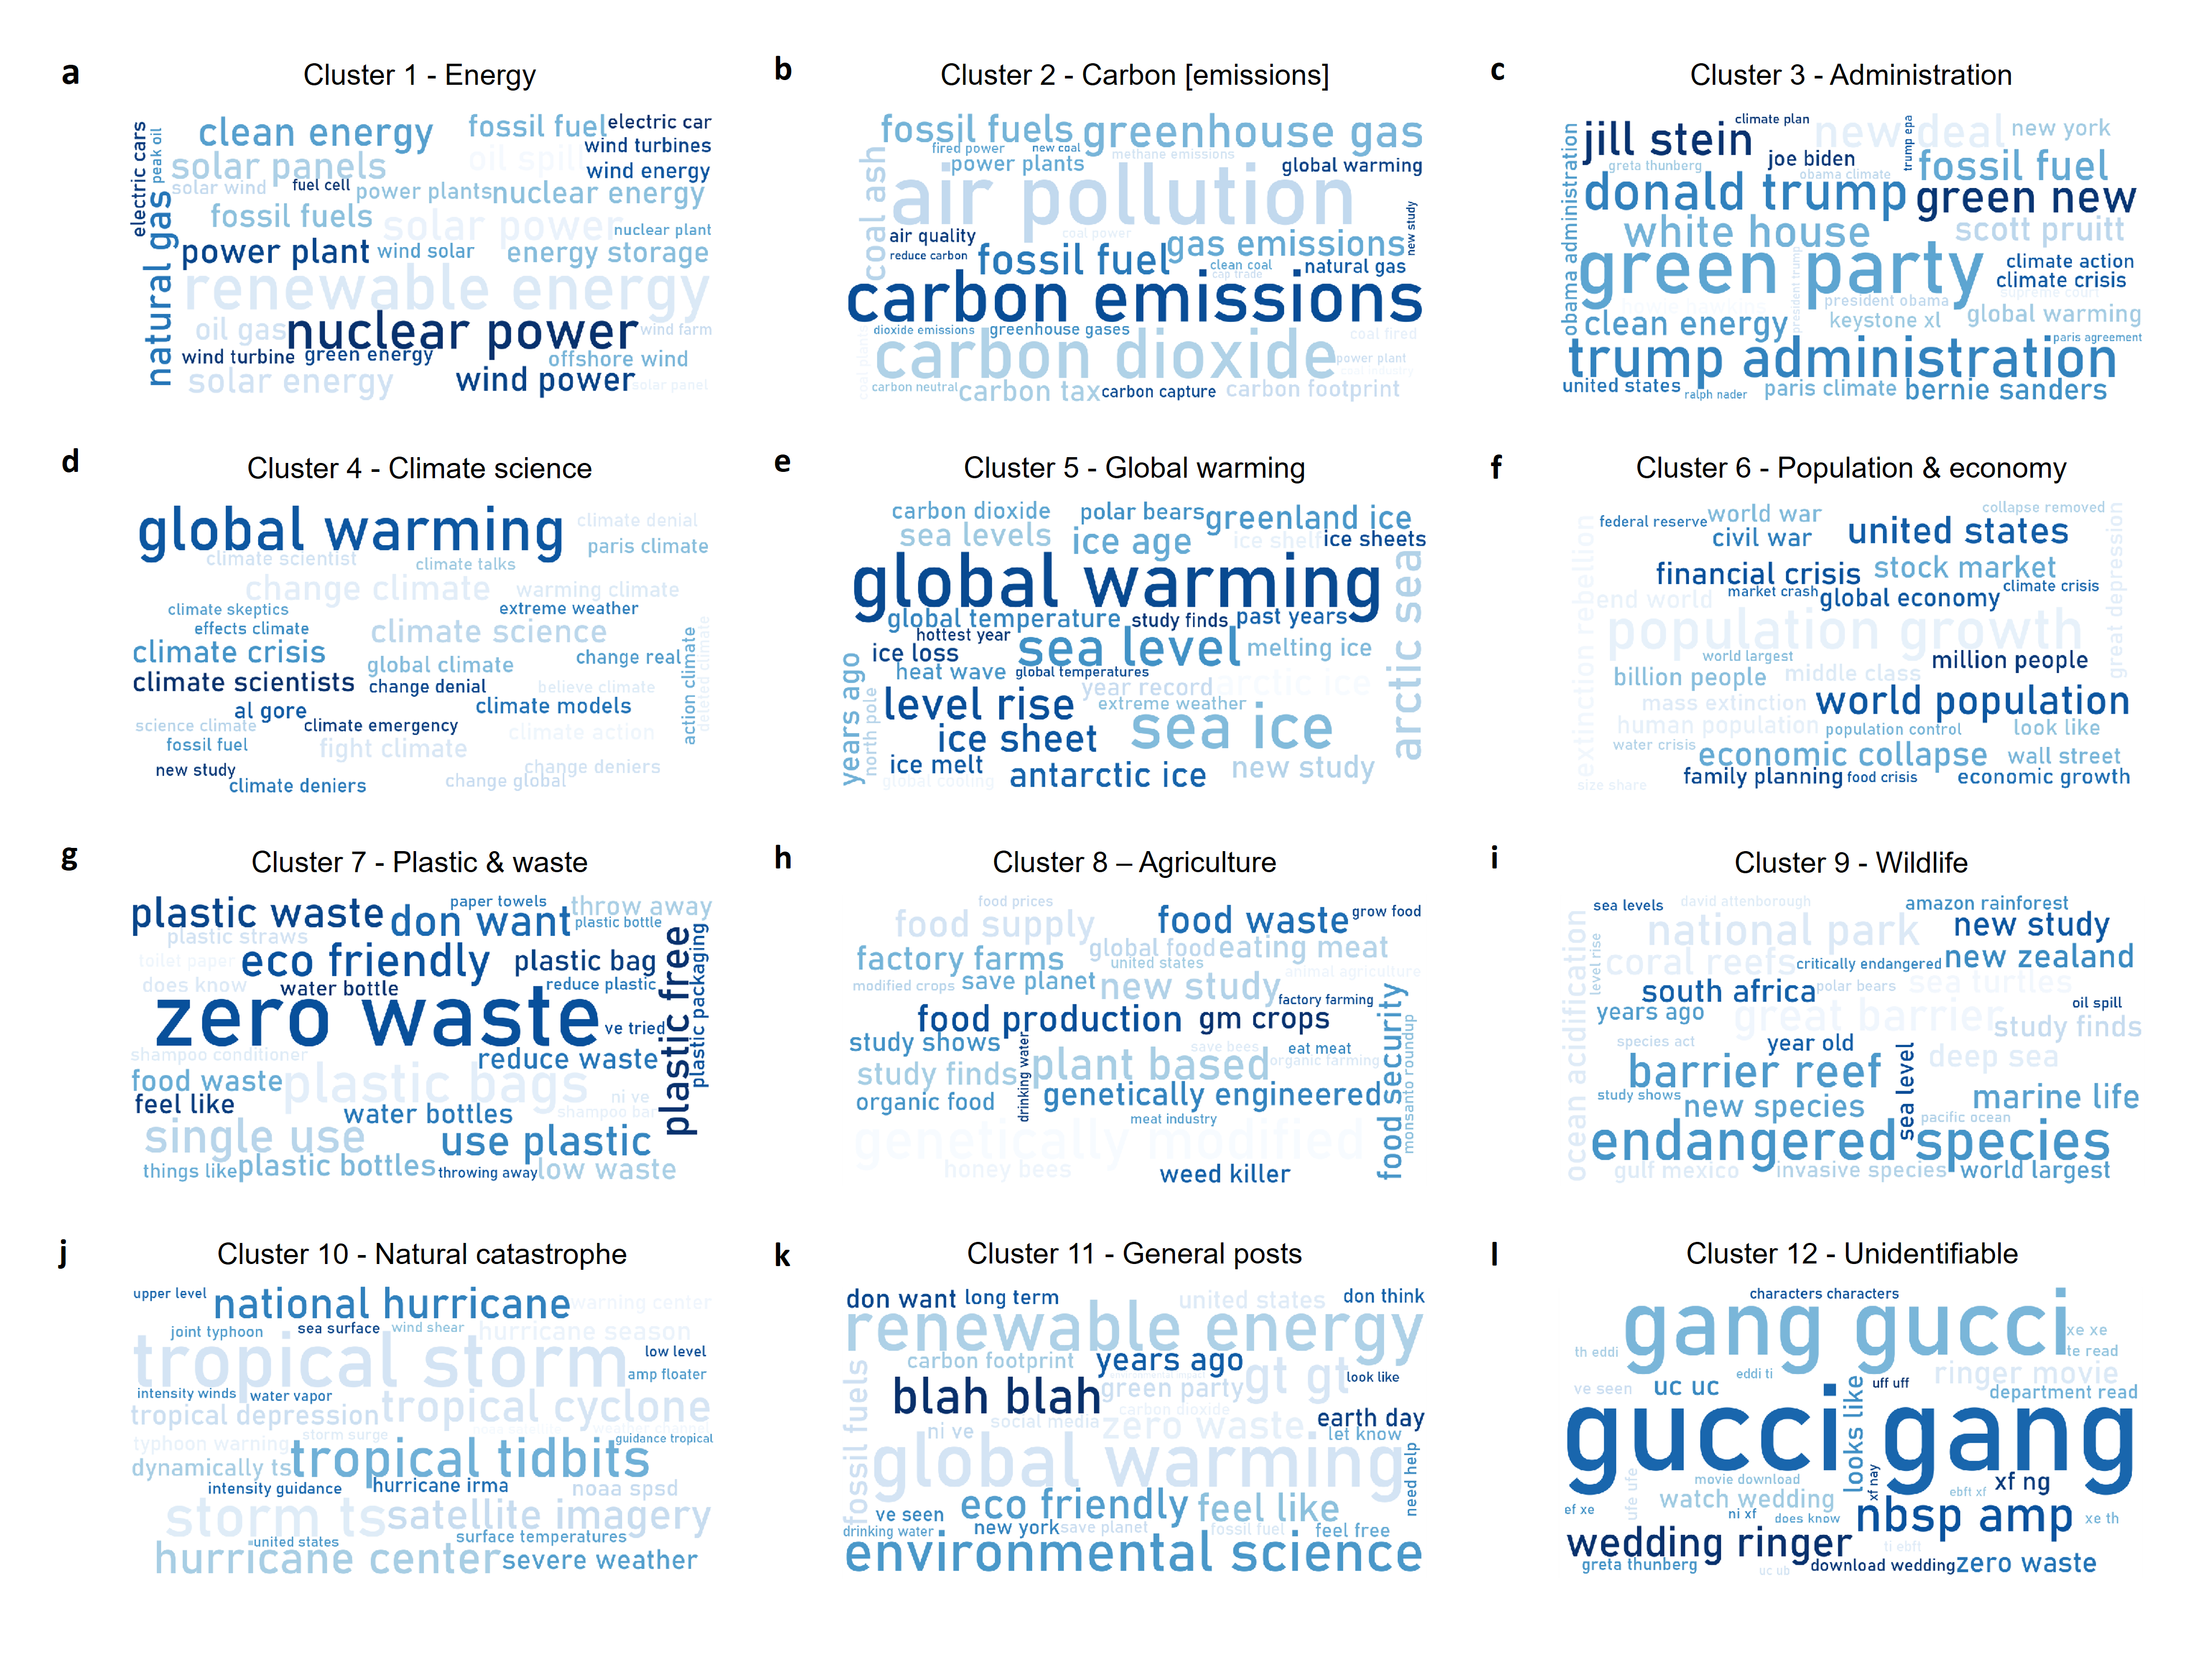 a
Cluster 1 - Energy
electric cars
peak oil
clean energy
fossil fuel
electric car
wind turbines
oil spill
solar panels
wind energy
solar wind
fuel cell
power plants
nuclear energy
fossil fuels
solar power
nuclear plant
natural gas
power plant
wind solar
energy storage
renewable energy
oil gas
nuclear power
wind farm
wind turbine
green energy
offshore wind
solar energy
wind power
solar panel
b
Cluster 2 - Carbon [emissions]
fossil fuels
greenhouse gas
fired power
new coal
methane emissions
power plants
global warming
coal ash
air pollution
new study
coal power
air quality
gas emissions
reduce carbon
fossil fuel
clean coal
natural gas
cap trade
carbon emissions
dioxide emissions
greenhouse gases
coal fired
carbon dioxide
power plant
coal industry
coal plants
carbon neutral
carbon tax
carbon capture
carbon footprint
c
Cluster 3 - Administration
climate plan
jill stein
new deal
trump epa
new york
joe biden
greta thunberg
obama climate
fossil fuel
obama administration
donald trump
green new
white house
scott pruitt
green party
climate action
climate crisis
president trump
supreme court
president obama
clean energy
keystone xl
global warming
paris agreement
trump administration
united states
ralph nader
paris climate
bernie sanders
d
Cluster 4 - Climate science
global warming
climate denial
paris climate
climate scientist
climate talks
change climate
warming climate
climate skeptics
extreme weather
effects climate
climate science
climate crisis
global climate
change real
action climate
deleted climate
climate scientists
change denial
believe climate
al gore
climate models
science climate
climate emergency
climate action
fossil fuel
fight climate
new study
change deniers
climate deniers
change global
e
Cluster 5 - Global warming
carbon dioxide
polar bears
greenland ice
sea levels
ice age
ice shelf
ice sheets
global warming
arctic sea
global temperature
study finds
past years
hottest year
ice loss
sea level
melting ice
heat wave
global temperatures
years ago
north pole
year record
arctic ice
level rise
extreme weather
ice sheet
sea ice
ice melt
antarctic ice
new study
global cooling
f
Cluster 6 - Population & economy
collapse removed
federal reserve
world war
civil war
united states
extinction rebellion
great depression
financial crisis
stock market
market crash
global economy
climate crisis
end world
population growth
world largest
million people
billion people
middle class
mass extinction
world population
human population
population control
look like
water crisis
economic collapse
wall street
family planning
food crisis
economic growth
size share
g
Cluster 7 - Plastic & waste
plastic waste
don want
paper towels
throw away
plastic bottle
plastic straws
toilet paper
eco friendly
plastic bag
does know
water bottle
reduce plastic
plastic free
plastic packaging
zero waste
ve tried
shampoo conditioner
reduce waste
food waste
plastic bags
feel like
water bottles
ni ve
shampoo bar
single use
use plastic
things like
plastic bottles
throwing away
low waste
h
Cluster 8 – Agriculture
food prices
food supply
food waste
grow food
factory farms
global food
eating meat
united states
animal agriculture
modified crops
save planet
new study
factory farming
food production
gm crops
study shows
drinking water
save bees
eat meat
food security
monsanto roundup
study finds
plant based
organic farming
organic food
genetically engineered
meat industry
genetically modified
honey bees
weed killer
i
Cluster 9 - Wildlife
sea levels
david attenborough
amazon rainforest
national park
new study
ocean acidification
level rise
coral reefs
critically endangered
new zealand
polar bears
sea turtles
south africa
oil spill
years ago
great barrier
study finds
species act
year old
deep sea
barrier reef
sea level
study shows
new species
marine life
pacific ocean
endangered species
gulf mexico
invasive species
world largest
j
Cluster 10 - Natural catastrophe
upper level
national hurricane
warning center
joint typhoon
sea surface
wind shear
hurricane season
tropical storm
low level
amp floater
intensity winds
water vapor
tropical depression
tropical cyclone
typhoon warning
storm surge
guidance tropical
dynamically ts
tropical tidbits
intensity guidance
hurricane irma
noaa spsd
storm ts
satellite imagery
united states
surface temperatures
hurricane center
severe weather
k
Cluster 11 - General posts
don want
long term
united states
don think
renewable energy
carbon footprint
years ago
gt gt
look like
fossil fuels
blah blah
green party
carbon dioxide
social media
zero waste
earth day
ni ve
let know
global warming
need help
ve seen
eco friendly
feel like
drinking water
new york
save planet
fossil fuel
feel free
environmental science
l
Cluster 12 - Unidentifiable
characters characters
gang gucci
xe xe
th eddi
te read
eddi ti
ringer movie
ve seen
uc uc
looks like
uff uff
department read
gucci gang
ufe ufe
movie download
xf nay
xf ng
watch wedding
ebft xf
ef xe
ni xf
does know
nbsp amp
xe th
wedding ringer
ti ebft
greta thunberg
uc ub
download wedding
zero waste